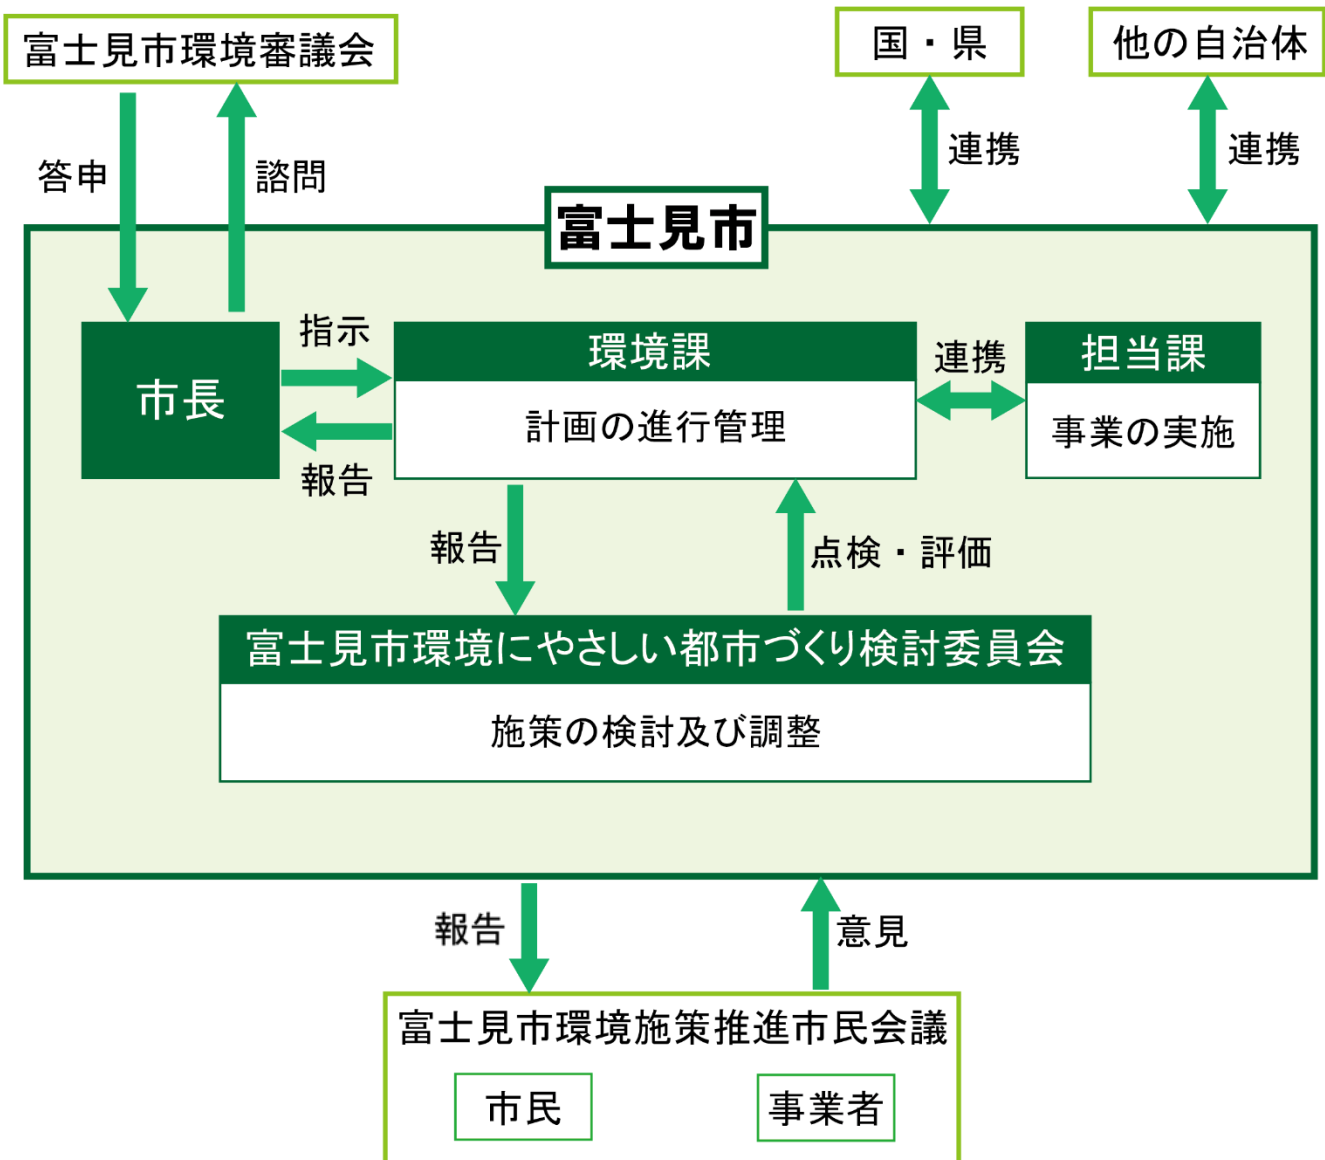 富士見市環境審議会
国・県
他の自治体
答申
諮問
連携
連携
富士見市
市長
指示
報告
環境課
計画の進行管理
連携
担当課
事業の実施
報告
点検・評価
富士見市環境にやさしい都市づくり検討委員会
施策の検討及び調整
報告
意見
富士見市環境施策推進市民会議
市民
事業者